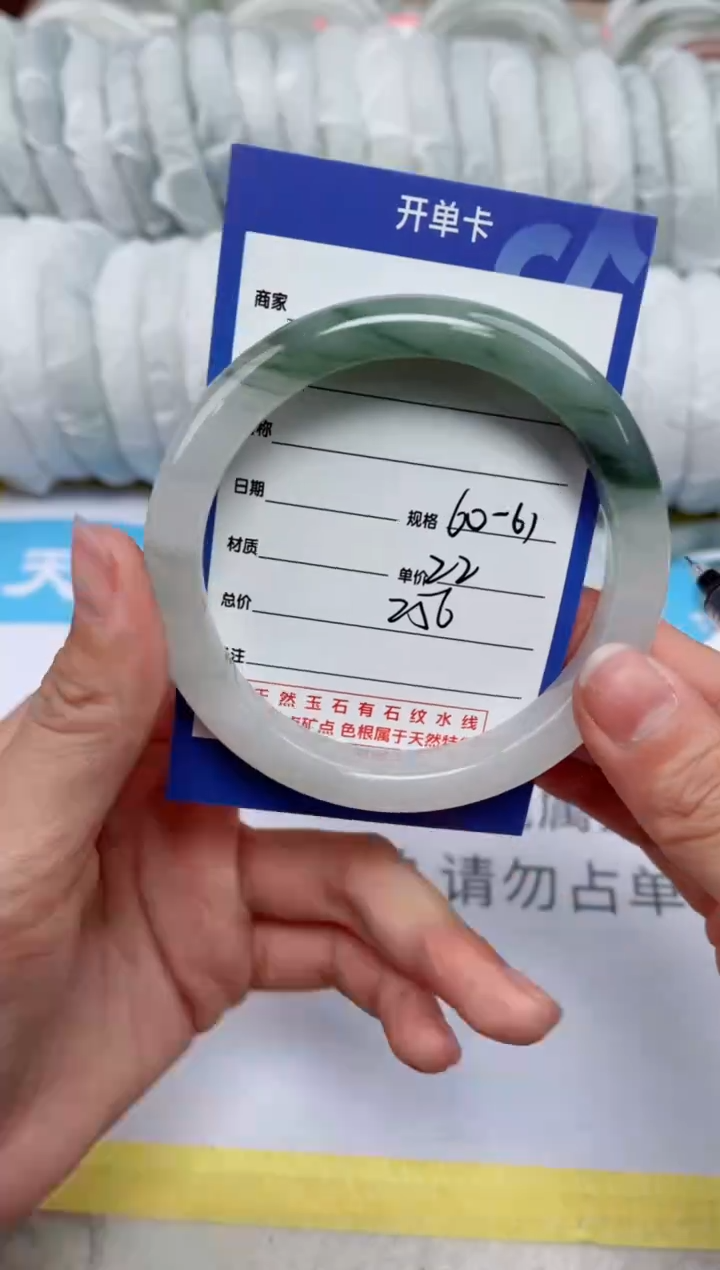 开单卡
商家
称
日期
规格 60-61
材质
单价 22
总价 256
注
天然玉石有石纹水线
矿点 色根属于天然特
天
请勿占单